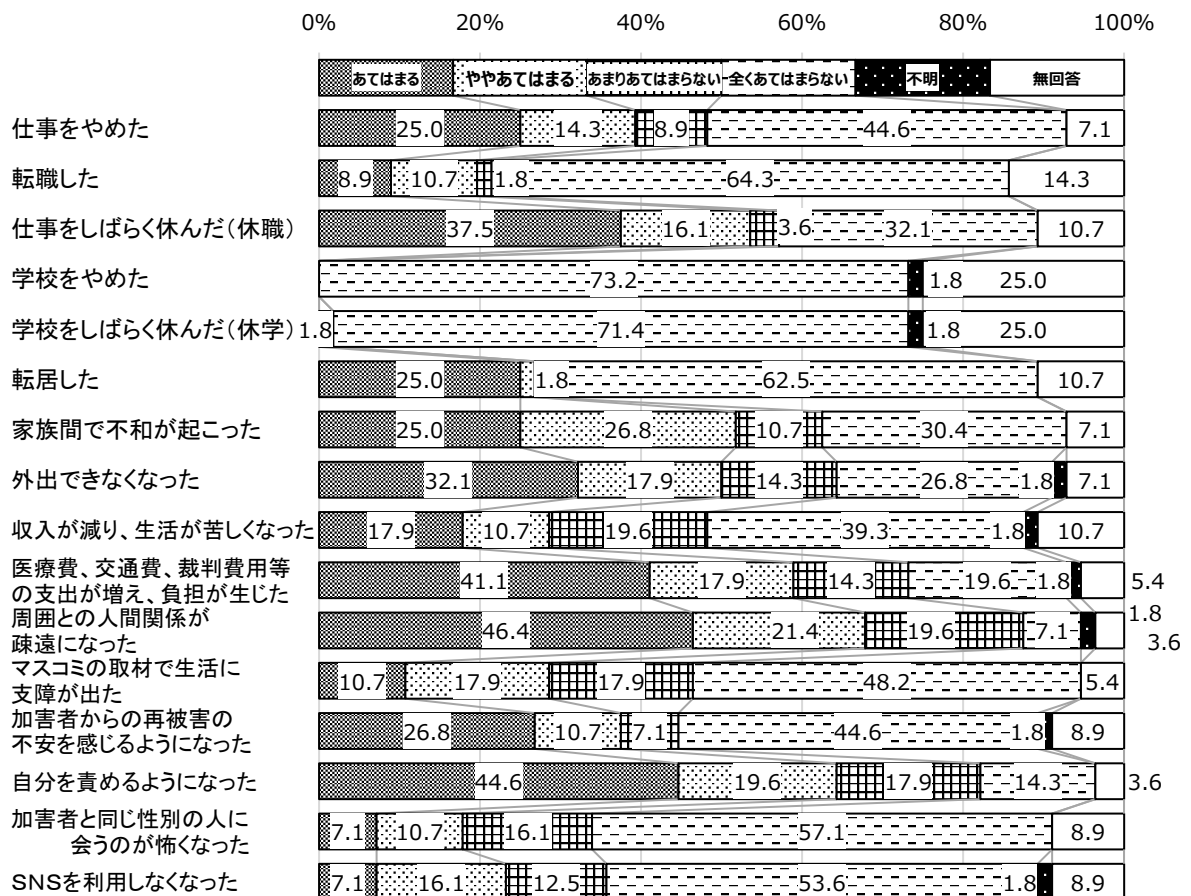 0% 20% 40% 60% 80% 100%
あてはまる ややあてはまる あまりあてはまらない 全くあてはまらない 不明 無回答
仕事をやめた 25.0 14.3 8.9 44.6 7.1
転職した 8.9 10.7 1.8 64.3 14.3
仕事をしばらく休んだ(休職) 37.5 16.1 3.6 32.1 10.7
学校をやめた 73.2 1.8 25.0
学校をしばらく休んだ(休学) 1.8 71.4 1.8 25.0
転居した 25.0 1.8 62.5 10.7
家族間で不和が起こった 25.0 26.8 10.7 30.4 7.1
外出できなくなった 32.1 17.9 14.3 26.8 1.8 7.1
収入が減り、生活が苦しくなった 17.9 10.7 19.6 39.3 1.8 10.7
医療費、交通費、裁判費用等
の支出が増え、負担が生じた 41.1 17.9 14.3 19.6 1.8 5.4
周囲との人間関係が
疎遠になった 46.4 21.4 19.6 7.1 1.8 3.6
マスコミの取材で生活に
支障が出た 10.7 17.9 17.9 48.2 5.4
加害者からの再被害の
不安を感じるようになった 26.8 10.7 7.1 44.6 1.8 8.9
自分を責めるようになった 44.6 19.6 17.9 14.3 3.6
加害者と同じ性別の人に
会うのが怖くなった 7.1 10.7 16.1 57.1 8.9
SNSを利用しなくなった 7.1 16.1 12.5 53.6 1.8 8.9